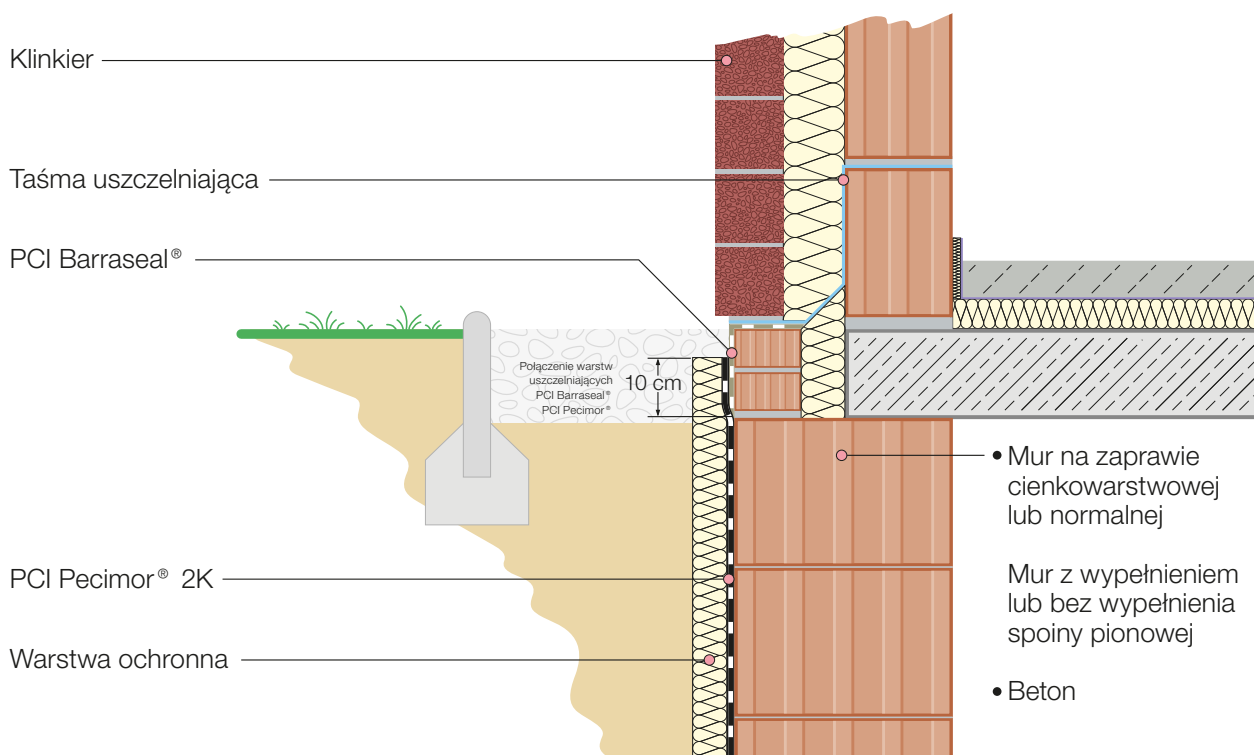 Klinkier
Taśma uszczelniająca
PCI Barraseal®
Połączenie warstw
uszczelniających
PCI Barraseal®
PCI Pecimor®
10 cm
PCI Pecimor® 2K
Warstwa ochronna
• Mur na zaprawie
cienkowarstwowej
lub normalnej
Mur z wypełnieniem
lub bez wypełnienia
spoiny pionowej
• Beton